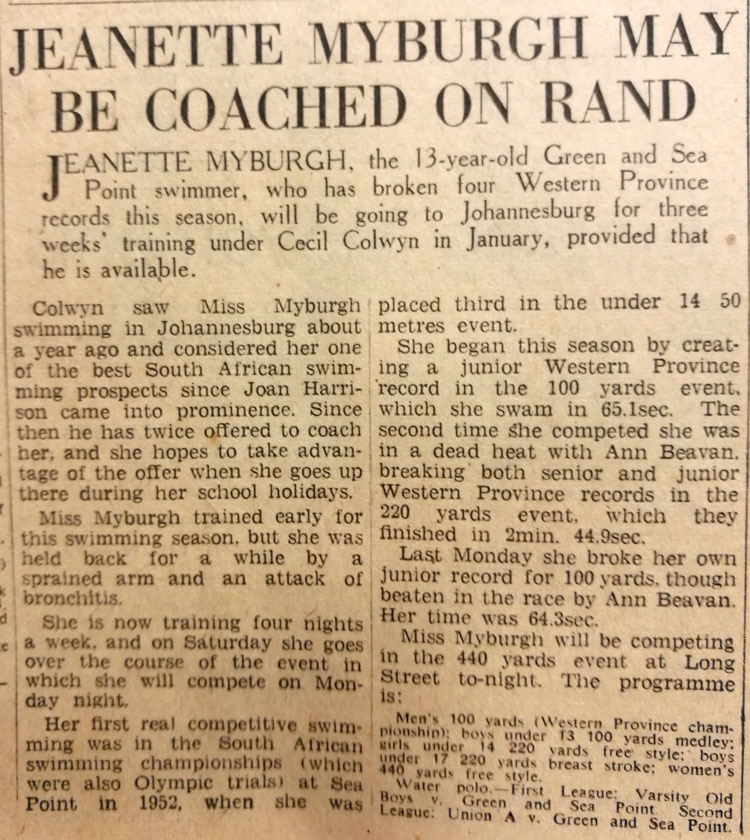 JEANETTE MYBURGH MAY
BE COACHED ON RAND
JEANETTE MYBURGH, the 13-year-old Green and Sea
Point swimmer, who has broken four Western Province
records this season, will be going to Johannesburg for three
weeks' training under Cecil Colwyn in January, provided that
he is available.
Colwyn saw Miss Myburgh
swimming in Johannesburg about
a year ago and considered her one
of the best South African swim-
ming prospects since Joan Harri-
son came into prominence. Since
then he has twice offered to coach
her, and she hopes to take advan-
tage of the offer when she goes up
there during her school holidays.
Miss Myburgh trained early for
this swimming season, but she was
held back for a while by a
sprained arm and an attack of
bronchitis.
She is now training four nights
a week, and on Saturday she goes
over the course of the event in
which she will compete on Mon-
day night.
Her first real competitive swim-
ming was in the South African
swimming championships (which
were also Olympic trials) at Sea
Point in 1952, when she was
placed third in the under 14 50
metres event.
She began this season by creat-
ing a junior Western Province
record in the 100 yards event,
which she swam in 65.1sec. The
second time she competed she was
in a dead heat with Ann Beavan,
breaking both senior and junior
Western Province records in the
220 yards event, which they
finished in 2min. 44.9sec.
Last Monday she broke her own
junior record for 100 yards, though
beaten in the race by Ann Beavan.
Her time was 64.3sec.
Miss Myburgh will be competing
in the 440 yards event at Long
Street to-night. The programme
is:
Men's 100 yards (Western Province cham-
pionship); boys under 13 100 yards medley;
girls under 14 220 yards free style; boys
under 17 220 yards breast stroke; women's
440 yards free style.
Water polo.—First League: Varsity Old
Boys v. Green and Sea Point. Second
League: Union A v. Green and Sea Point.